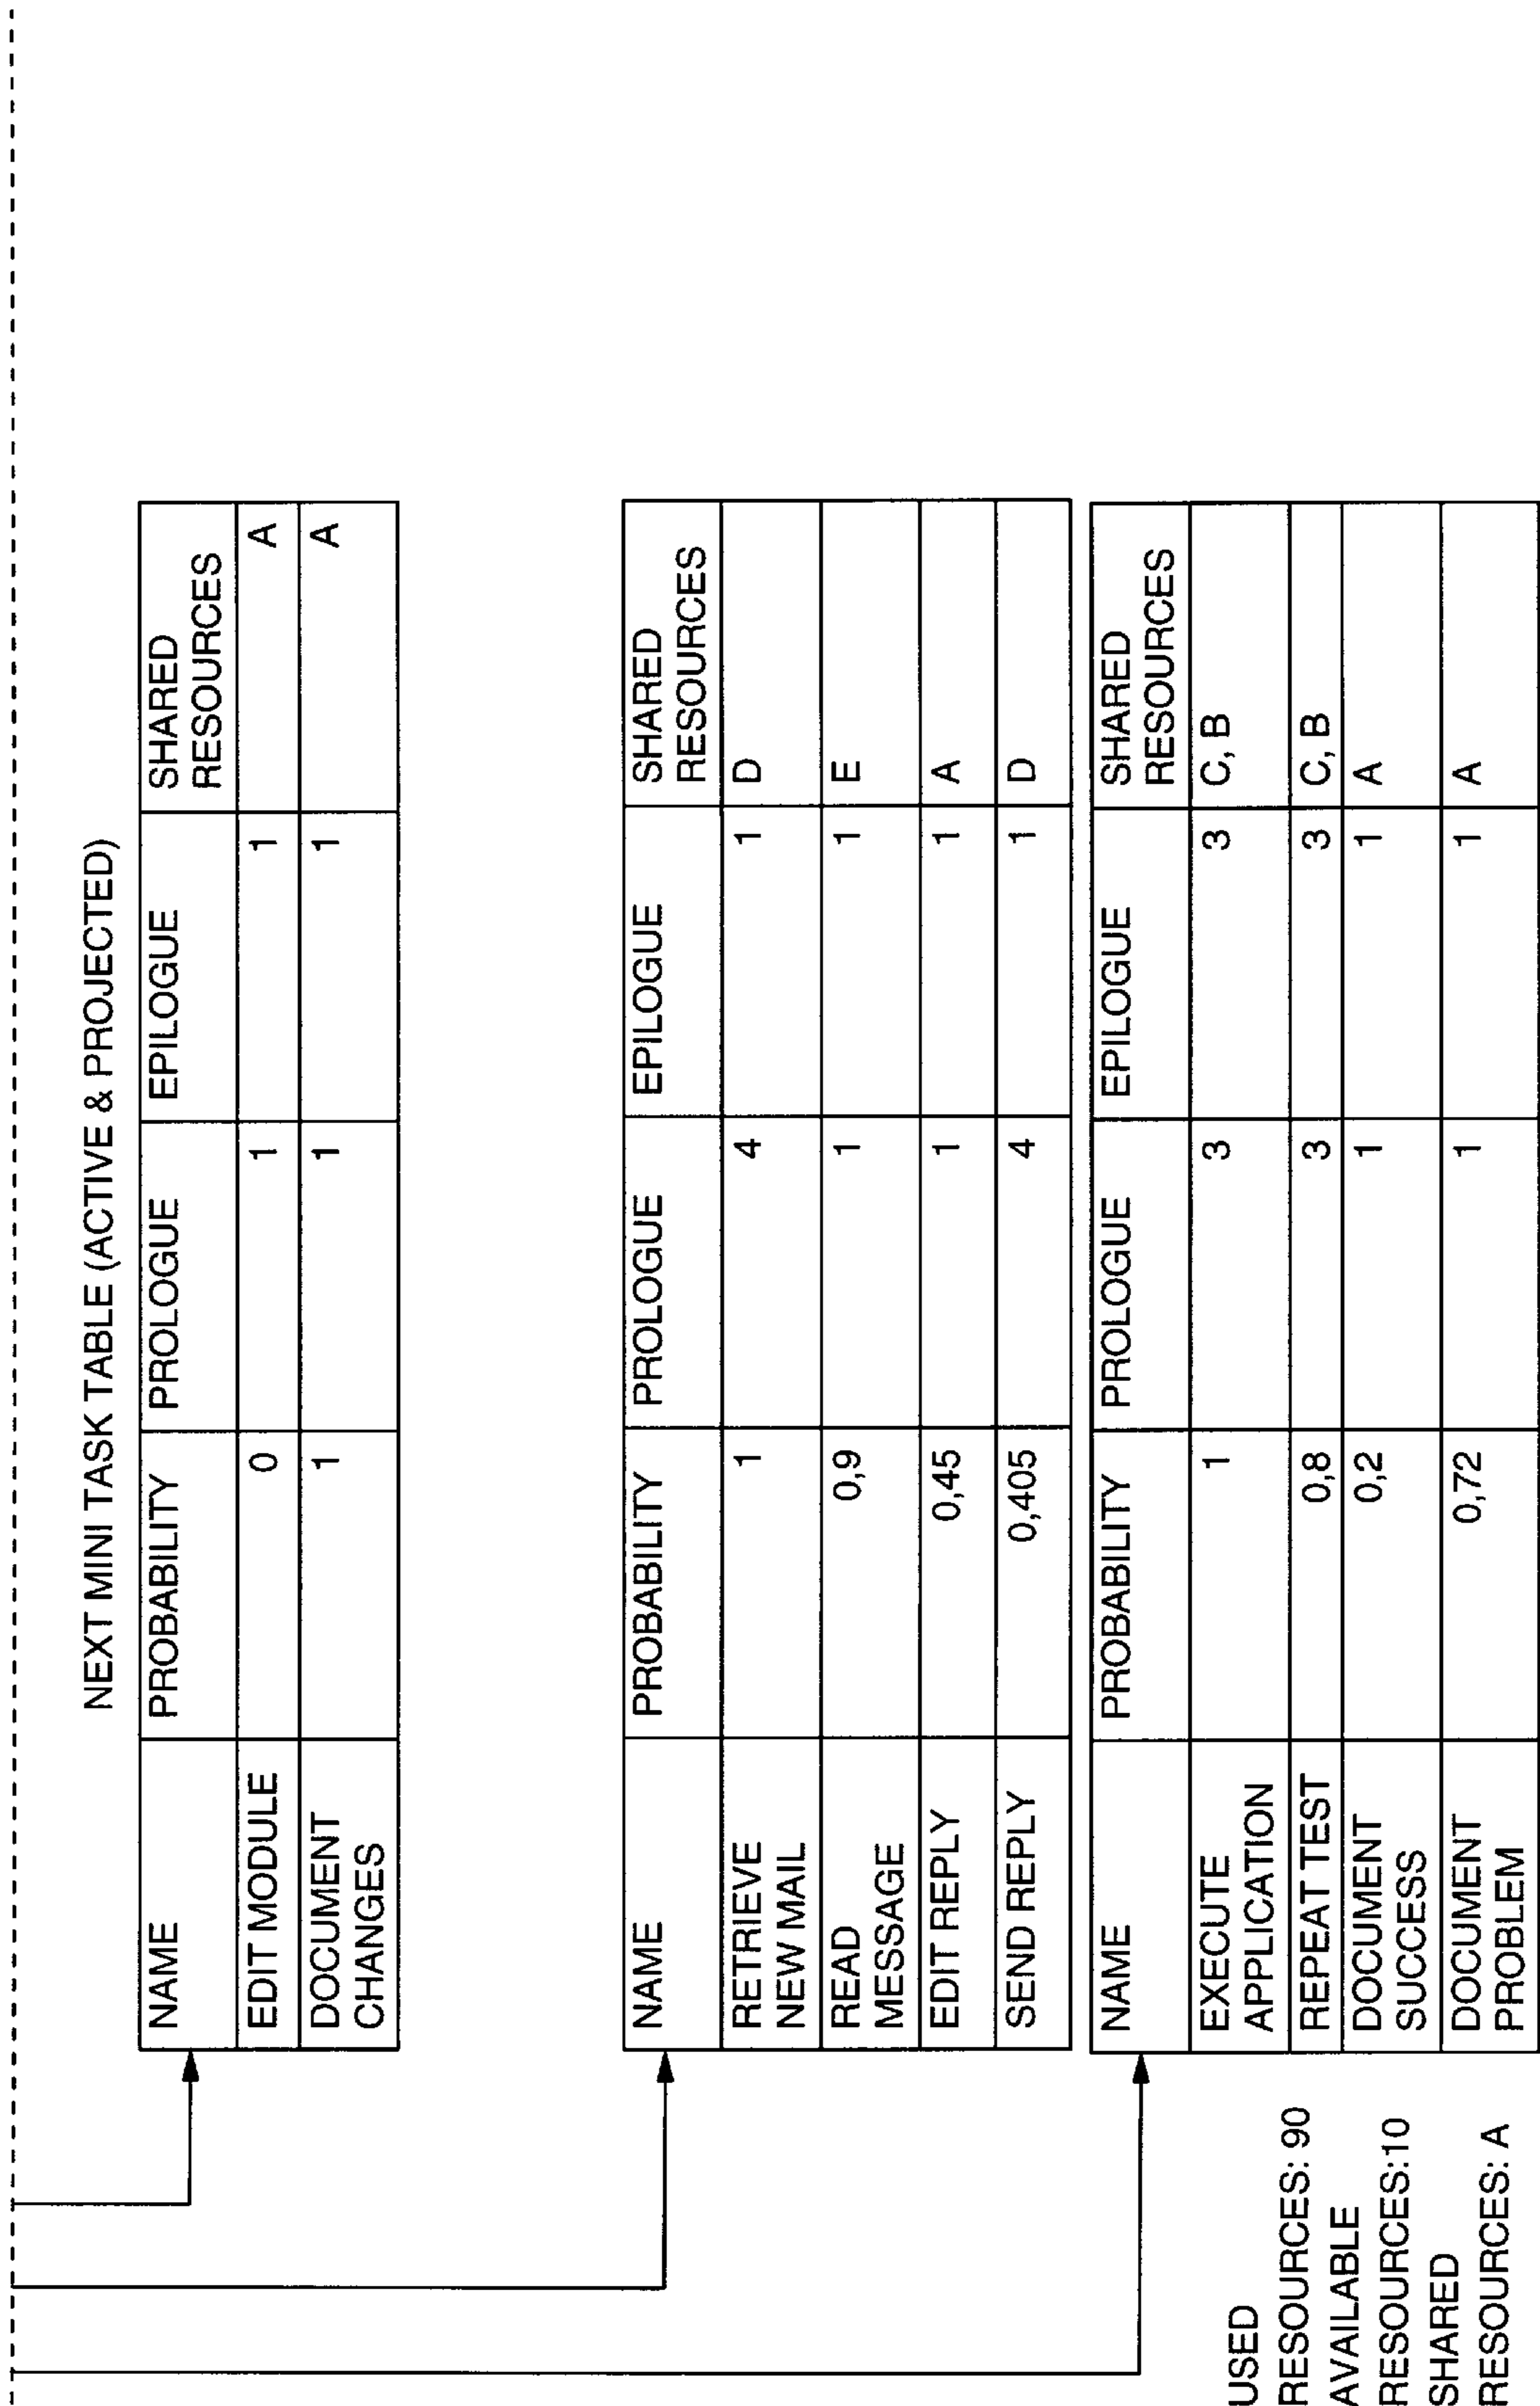 NEXT MINI TASK TABLE (ACTIVE & PROJECTED)
NAME PROBABILITY PROLOGUE EPILOGUE SHARED
RESOURCES
EDIT MODULE 0 1 1 A
DOCUMENT 1 1 1 A
CHANGES
NAME PROBABILITY PROLOGUE EPILOGUE SHARED
RESOURCES
RETRIEVE 1 4 1 D
NEW MAIL
READ 0,9 1 1 E
MESSAGE
EDIT REPLY 0,45 1 1 A
SEND REPLY 0,405 4 1 D
NAME PROBABILITY PROLOGUE EPILOGUE SHARED
RESOURCES
EXECUTE 1 3 3 C, B
APPLICATION
REPEAT TEST 0,8 3 3 C, B
DOCUMENT 0,2 1 1 A
SUCCESS
DOCUMENT 0,72 1 1 A
PROBLEM
USED
RESOURCES: 90
AVAILABLE
RESOURCES:10
SHARED
RESOURCES: A